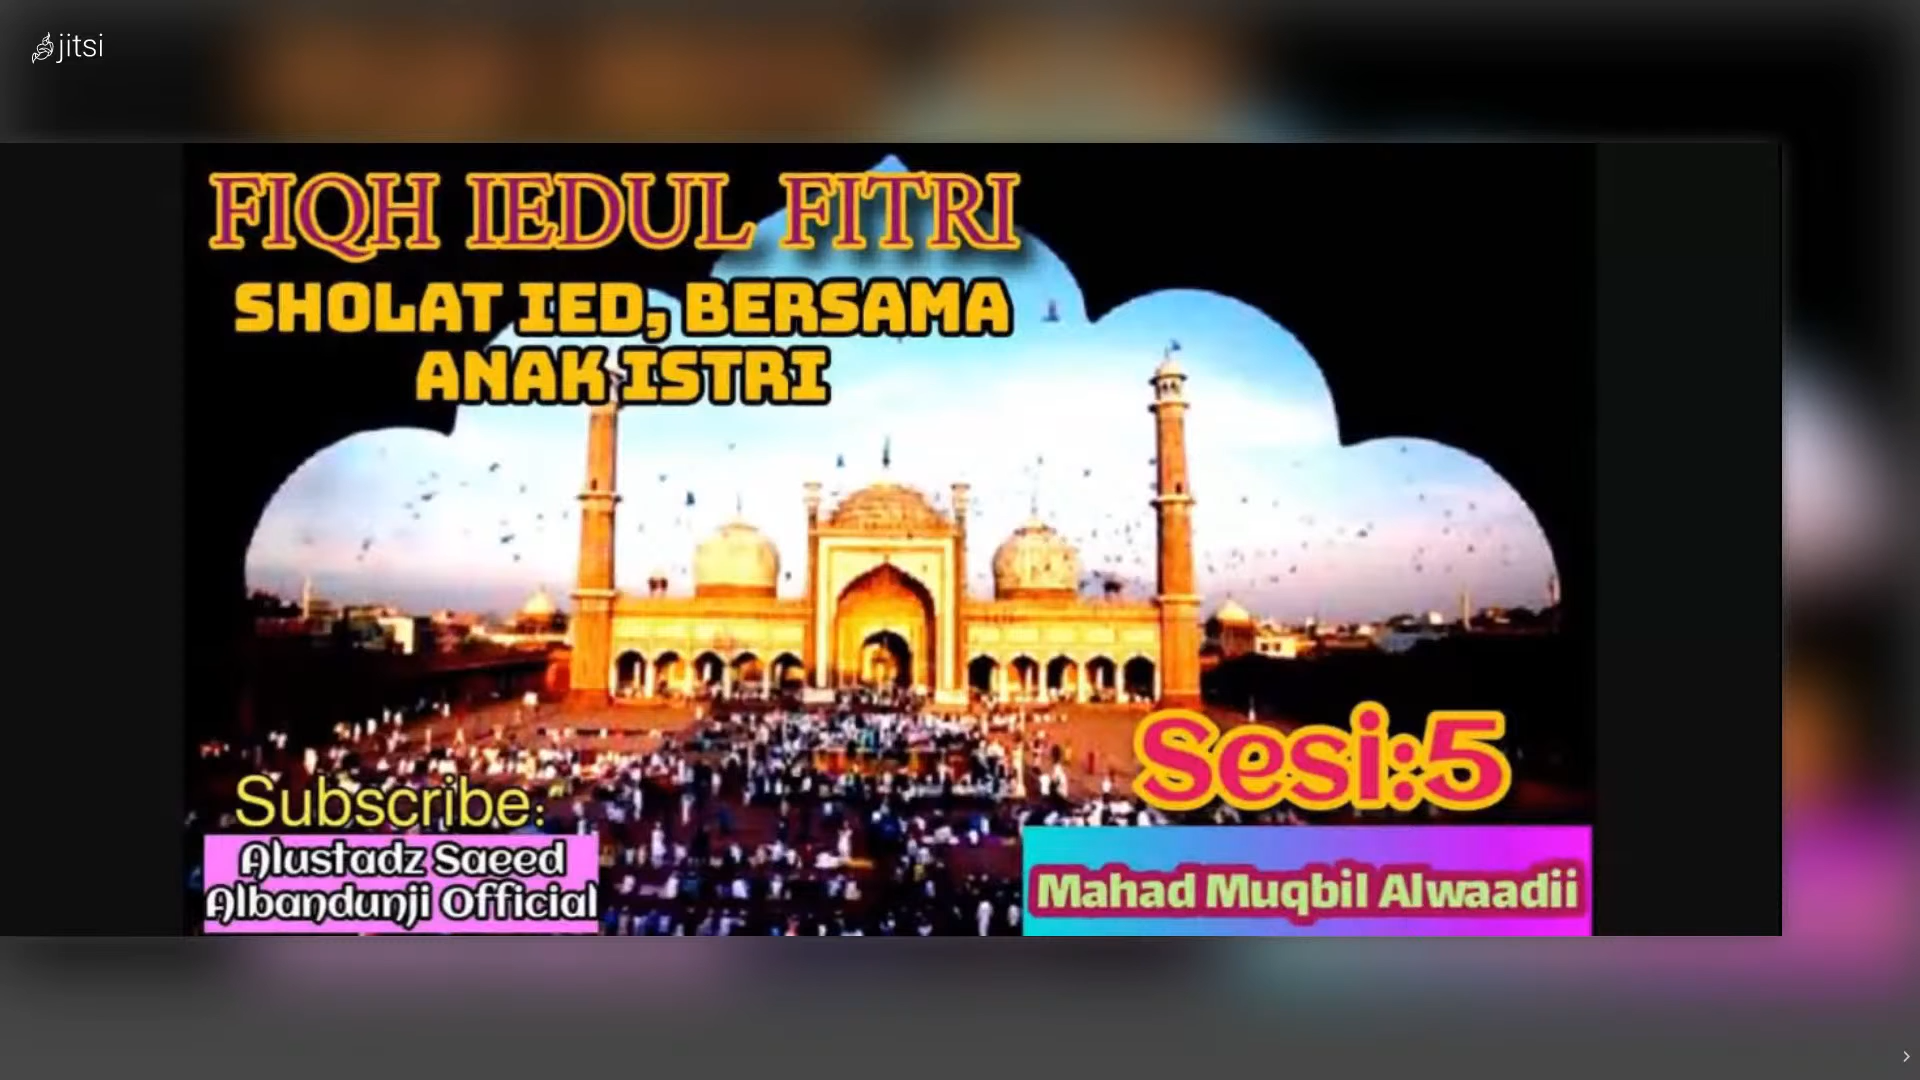 jitsi
FIQH IEDUL FITRI
SHOLAT IED, BERSAMA
ANAK ISTRI
Sesi:5
Subscribe:
Alustadz Saeed
Albandunji Official
Mahad Muqbil Alwaadii